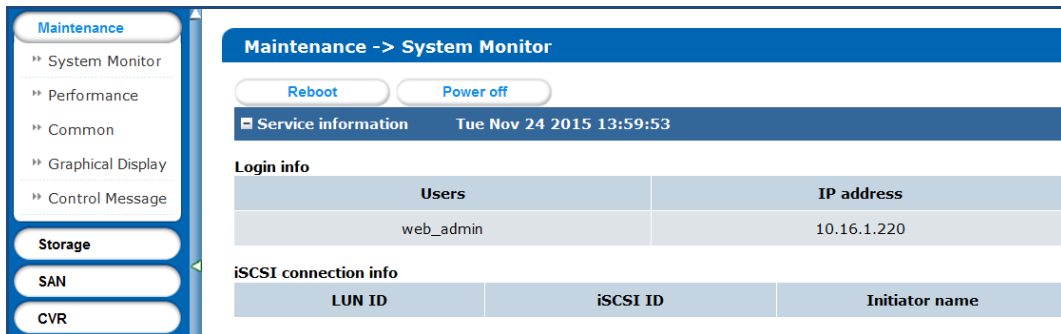 Maintenance
System Monitor
Performance
Common
Graphical Display
Control Message
Storage
SAN
CVR
Maintenance -> System Monitor
Reboot Power off
Service information Tue Nov 24 2015 13:59:53
Login info
Users IP address
web_admin 10.16.1.220
iSCSI connection info
LUN ID iSCSI ID Initiator name